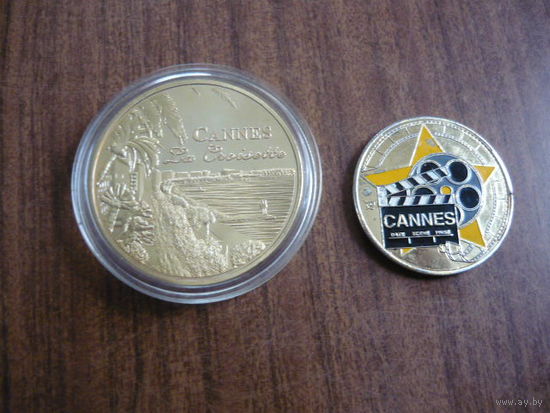 CANNES
La Croisette
CANNES
DATE SCENE PRISE
www.ay.by